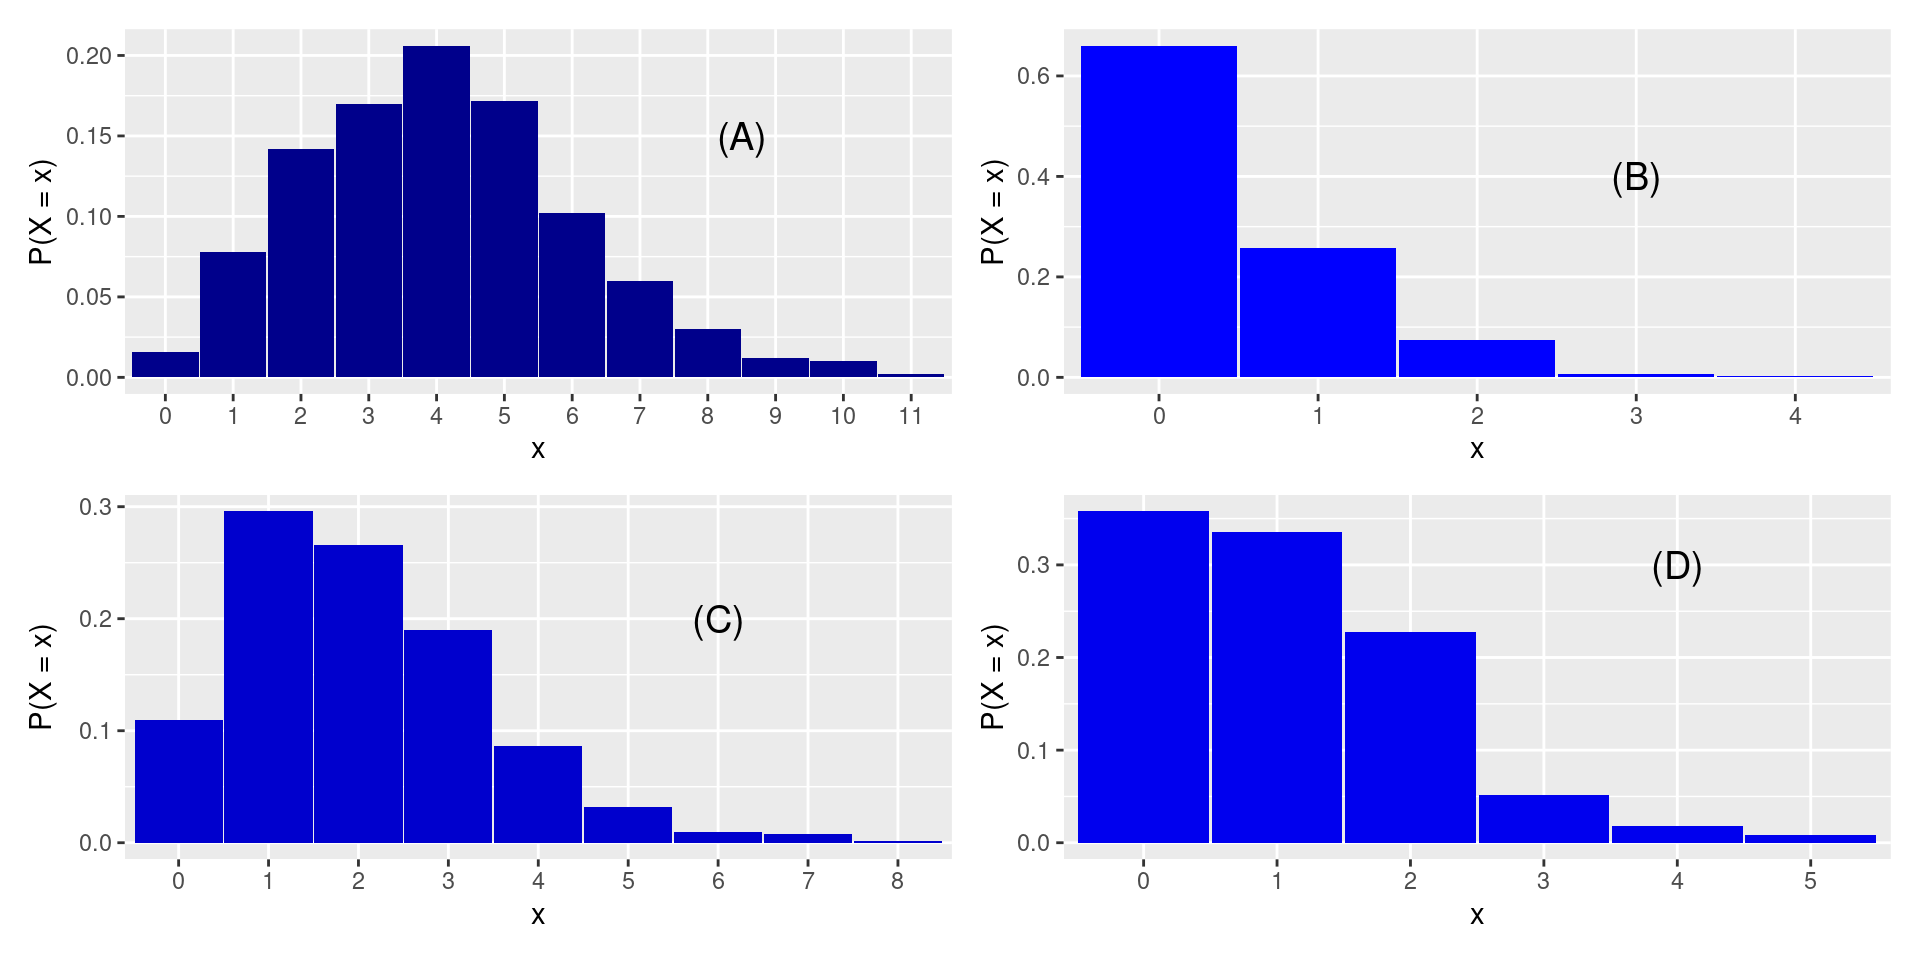 0.20
0.15
0.10
0.05
0.00
P(X = x)
(A)
0 1 2 3 4 5 6 7 8 9 10 11
x
0.6
0.4
0.2
0.0
P(X = x)
(B)
0 1 2 3 4
x
0.3
0.2
0.1
0.0
P(X = x)
(C)
0 1 2 3 4 5 6 7 8
x
0.3
0.2
0.1
0.0
P(X = x)
(D)
0 1 2 3 4 5
x